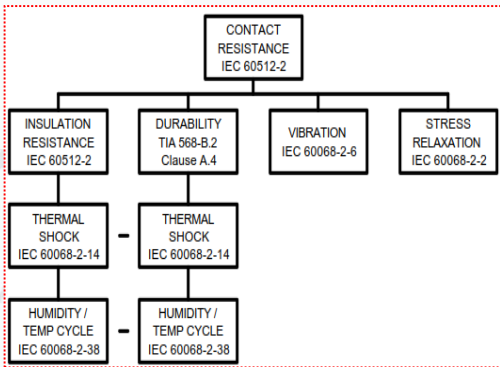 CONTACT
RESISTANCE
IEC 60512-2
INSULATION
RESISTANCE
IEC 60512-2
DURABILITY
TIA 568-B.2
Clause A.4
VIBRATION
IEC 60068-2-6
STRESS
RELAXATION
IEC 60068-2-2
THERMAL
SHOCK
IEC 60068-2-14
THERMAL
SHOCK
IEC 60068-2-14
HUMIDITY /
TEMP CYCLE
IEC 60068-2-38
HUMIDITY /
TEMP CYCLE
IEC 60068-2-38